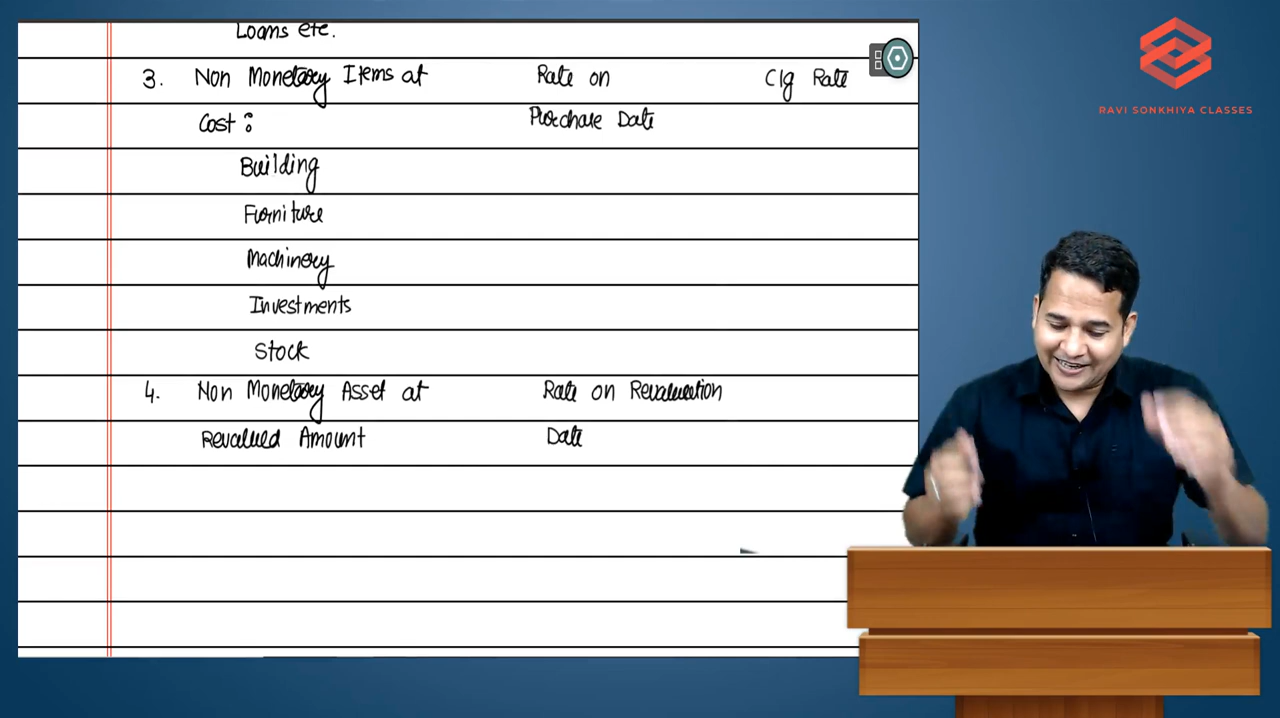 Loans etc.
3. Non Monetary Items at Rate on Clg Rate
Cost : Purchase Date
Building
Furniture
Machinery
Investments
Stock
4. Non Monetary Asset at Rate on Revaluation
Revalued Amount Date
RAVI SONKHIYA CLASSES